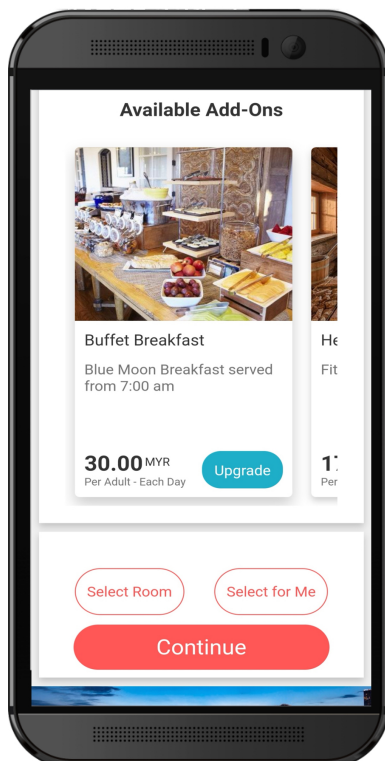 Available Add-Ons
Buffet Breakfast
Blue Moon Breakfast served
from 7:00 am
30.00 MYR
Per Adult - Each Day
Upgrade
He
Fit
Per
Select Room
Select for Me
Continue